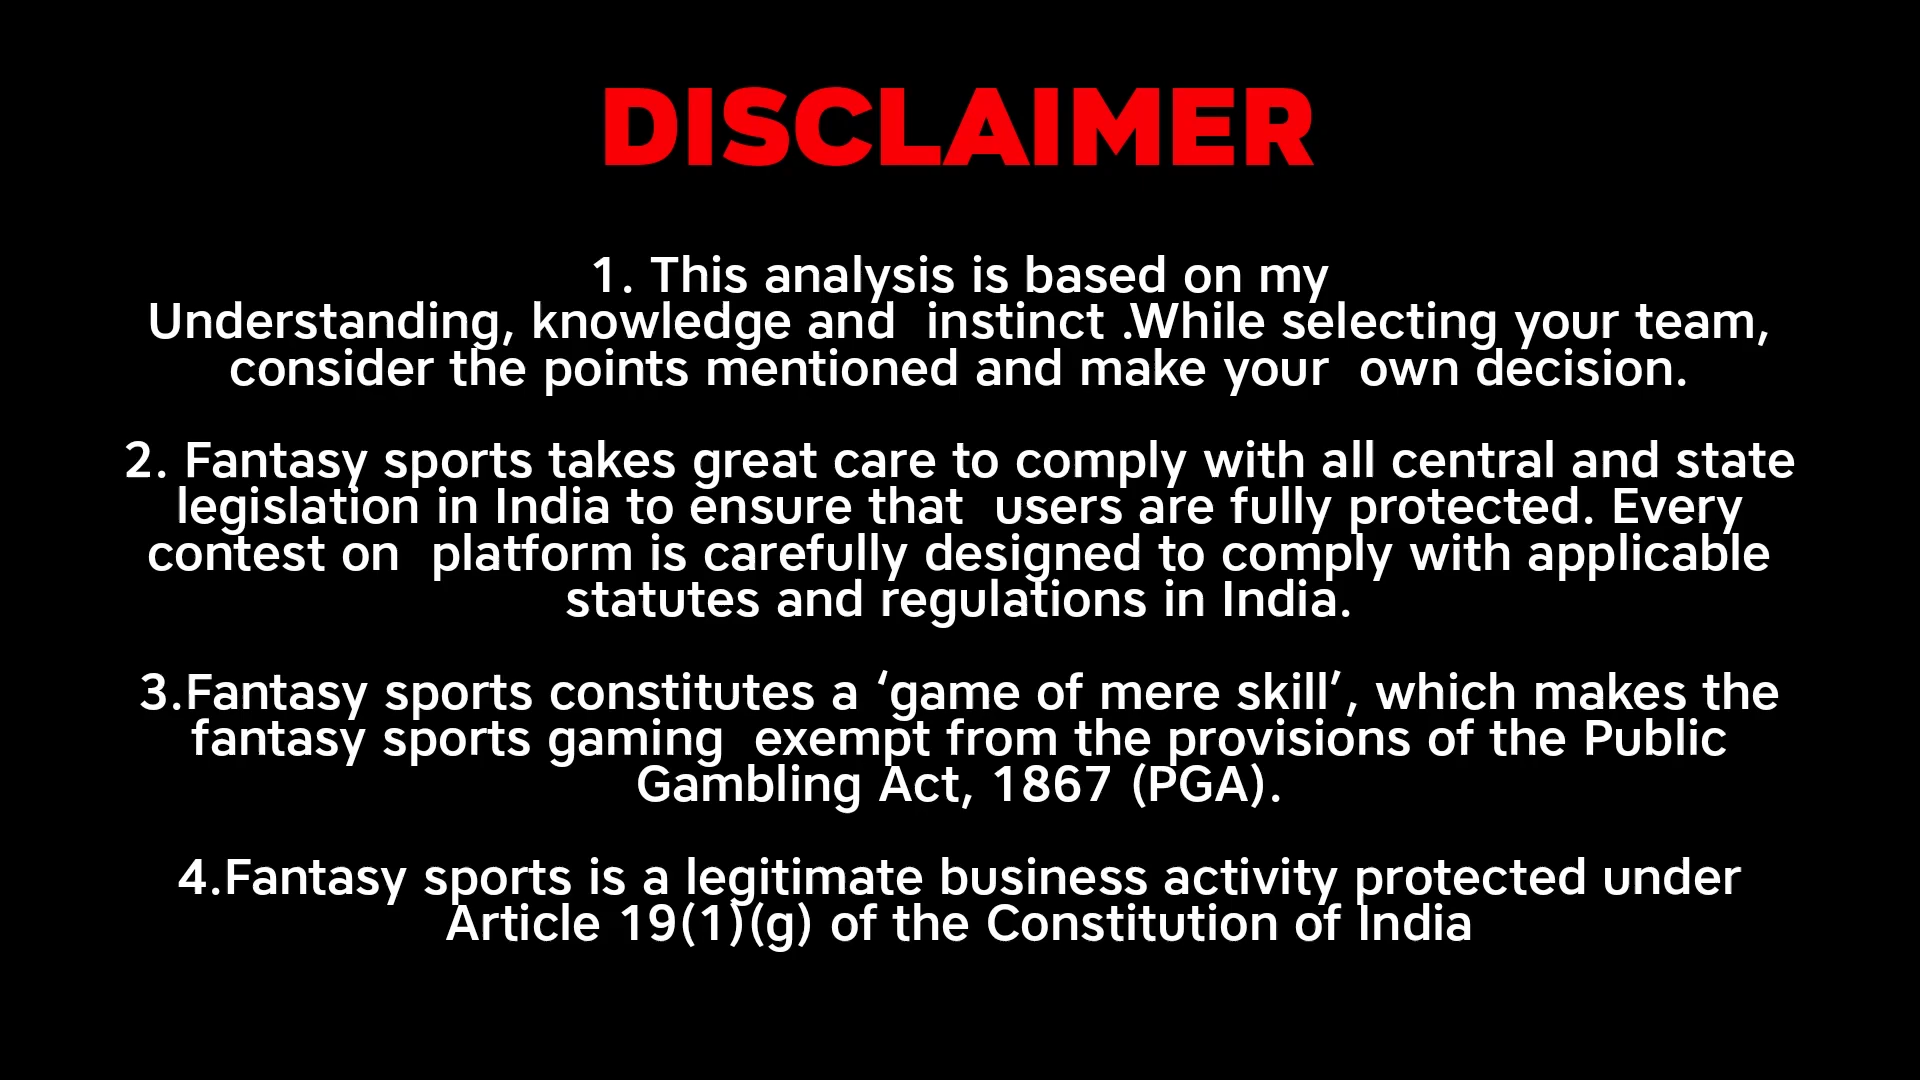 DISCLAIMER
1. This analysis is based on my
Understanding, knowledge and  instinct .While selecting your team,
consider the points mentioned and make your  own decision.
2. Fantasy sports takes great care to comply with all central and state
legislation in India to ensure that  users are fully protected. Every
contest on  platform is carefully designed to comply with applicable
statutes and regulations in India.
3.Fantasy sports constitutes a ‘game of mere skill’, which makes the
fantasy sports gaming  exempt from the provisions of the Public
Gambling Act, 1867 (PGA).
4.Fantasy sports is a legitimate business activity protected under
Article 19(1)(g) of the Constitution of India